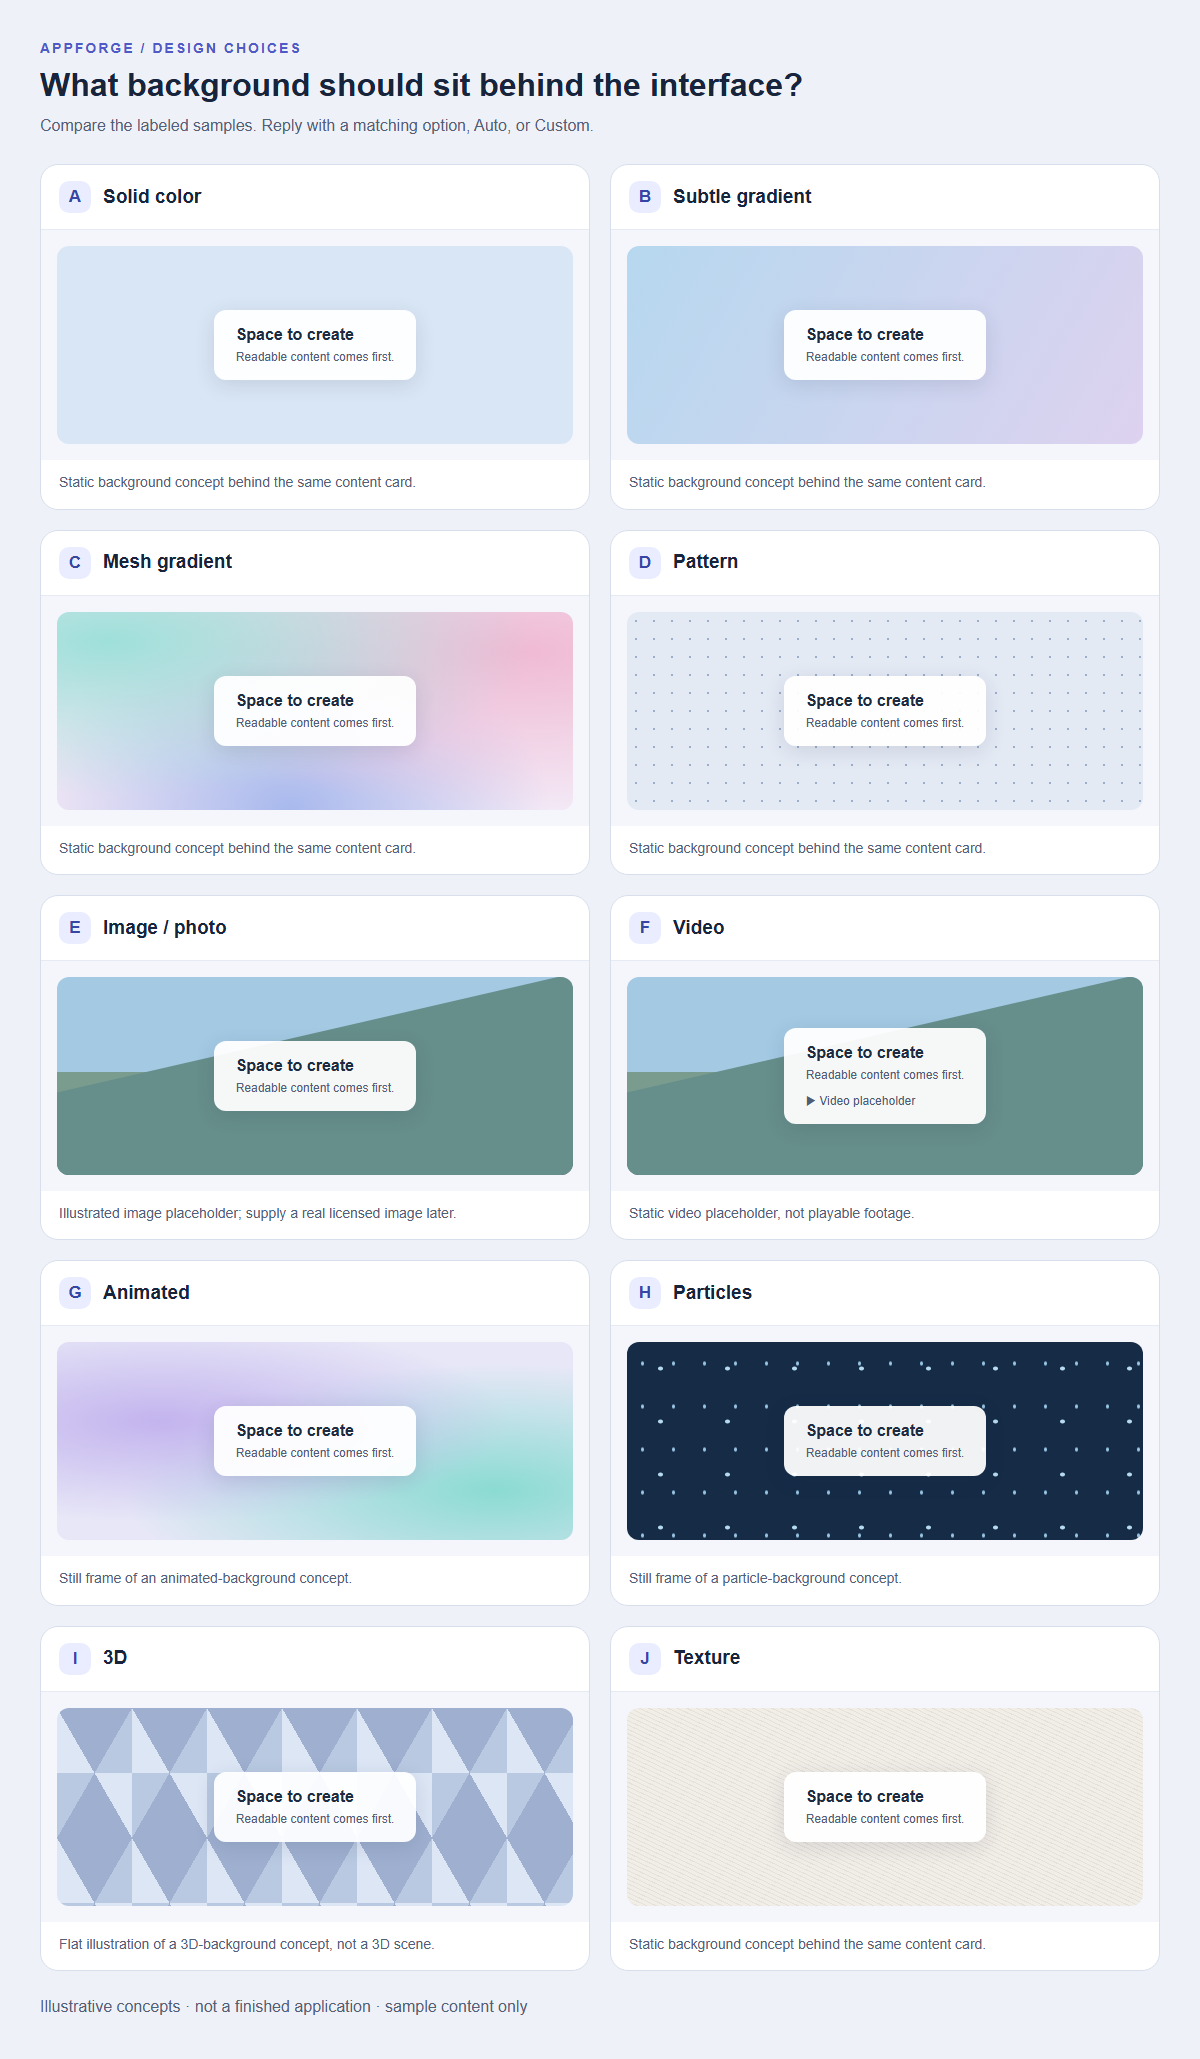 APPFORGE / DESIGN CHOICES
What background should sit behind the interface?
Compare the labeled samples. Reply with a matching option, Auto, or Custom.
A Solid color
Space to create
Readable content comes first.
Static background concept behind the same content card.
B Subtle gradient
Space to create
Readable content comes first.
Static background concept behind the same content card.
C Mesh gradient
Space to create
Readable content comes first.
Static background concept behind the same content card.
D Pattern
Space to create
Readable content comes first.
Static background concept behind the same content card.
E Image / photo
Space to create
Readable content comes first.
Illustrated image placeholder; supply a real licensed image later.
F Video
Space to create
Readable content comes first.
▶ Video placeholder
Static video placeholder, not playable footage.
G Animated
Space to create
Readable content comes first.
Still frame of an animated-background concept.
H Particles
Space to create
Readable content comes first.
Still frame of a particle-background concept.
I 3D
Space to create
Readable content comes first.
Flat illustration of a 3D-background concept, not a 3D scene.
J Texture
Space to create
Readable content comes first.
Static background concept behind the same content card.
Illustrative concepts · not a finished application · sample content only